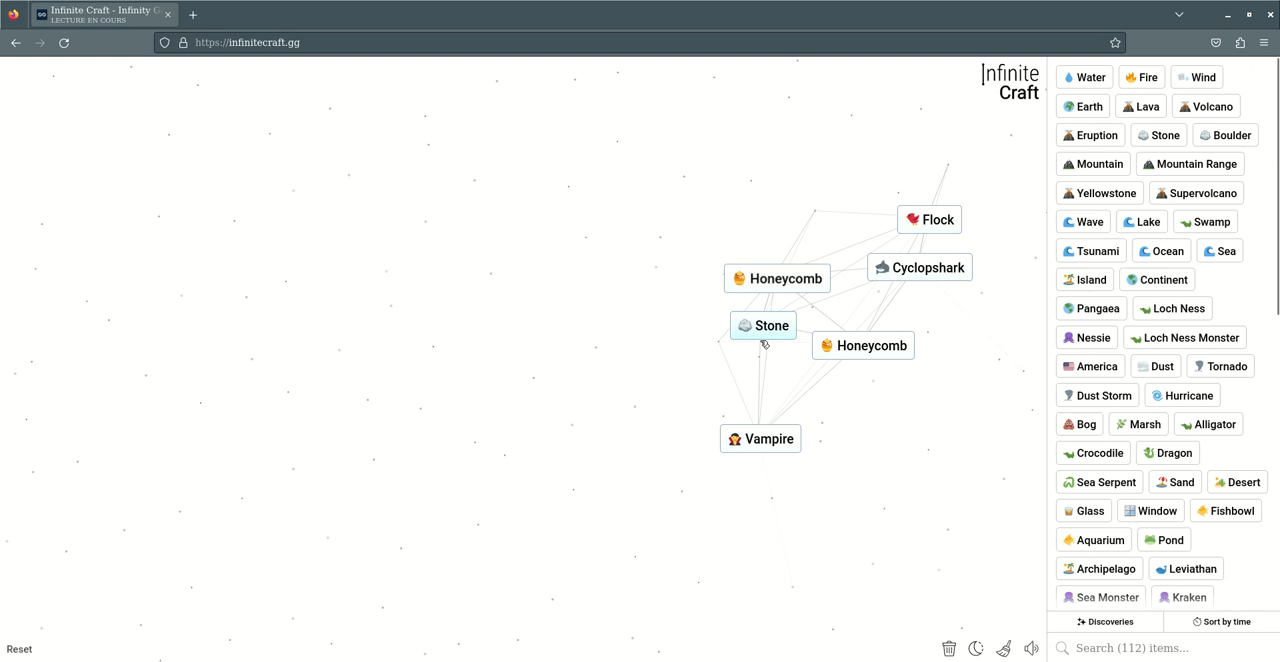 Infinite Craft - Infinity C
LECTURE EN COURS
https://infinitecraft.gg
Infinite
Craft
Flock
Cyclopshark
Honeycomb
Stone
Honeycomb
Vampire
Water Fire Wind
Earth Lava Volcano
Eruption Stone Boulder
Mountain Mountain Range
Yellowstone Supervolcano
Wave Lake Swamp
Tsunami Ocean Sea
Island Continent
Pangaea Loch Ness
Nessie Loch Ness Monster
America Dust Tornado
Dust Storm Hurricane
Bog Marsh Alligator
Crocodile Dragon
Sea Serpent Sand Desert
Glass Window Fishbowl
Aquarium Pond
Archipelago Leviathan
Sea Monster Kraken
Discoveries Sort by time
Reset
Search (112) items...